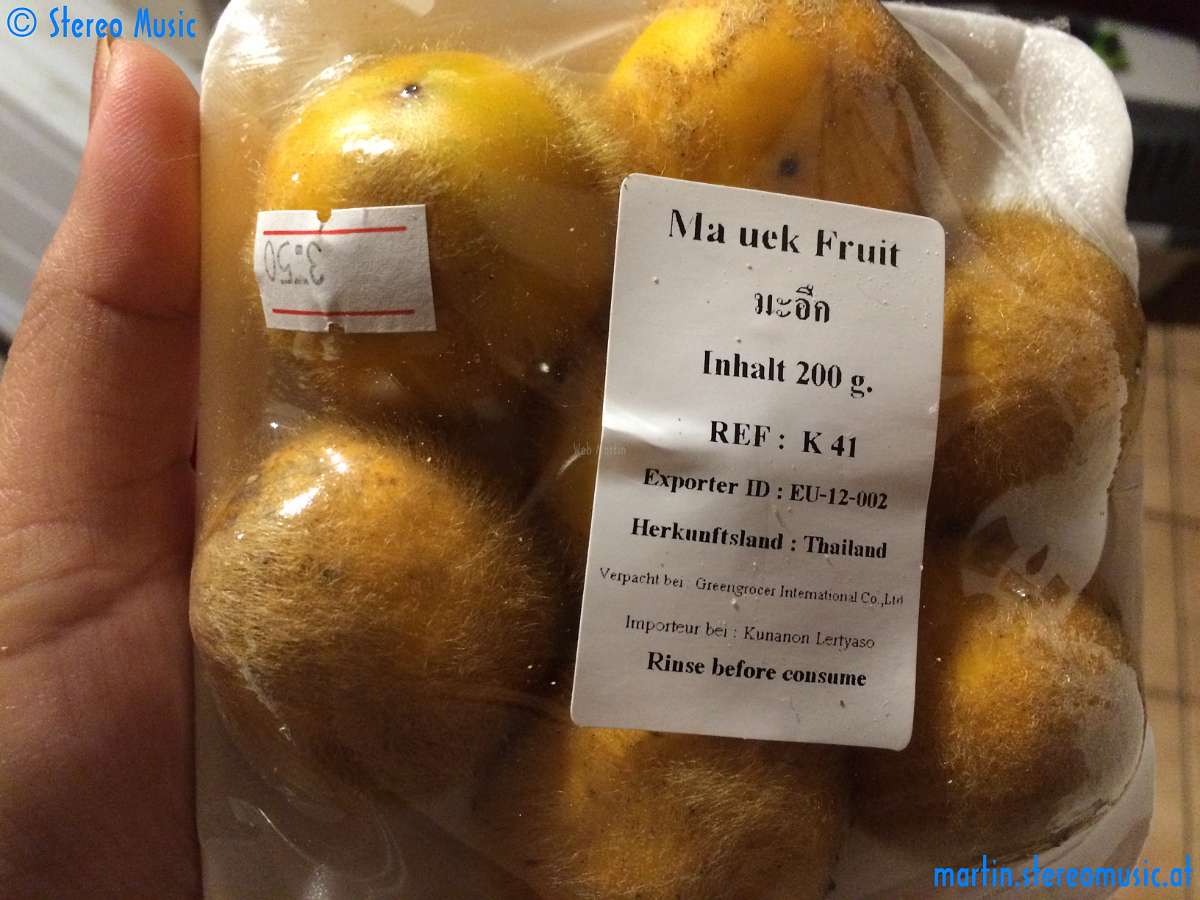 © Stereo Music
3:50
Ma uek Fruit
มะอึก
Inhalt 200 g.
REF : K 41
Exporter ID : EU-12-002
Herkunftsland : Thailand
Verpacht bei : Greengrocer International Co.,Ltd
Importeur bei : Kunanon Lertyaso
Rinse before consume
martin.stereomusic.at